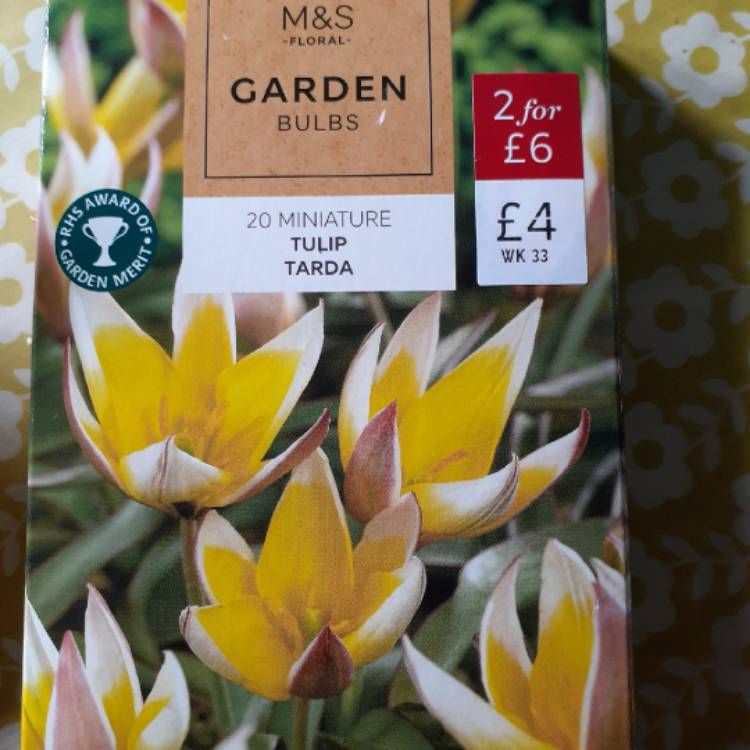 M&S
-FLORAL-
GARDEN
BULBS
2 for
£6
£4
WK 33
20 MINIATURE
TULIP
TARDA
RHS AWARD OF
GARDEN MERIT